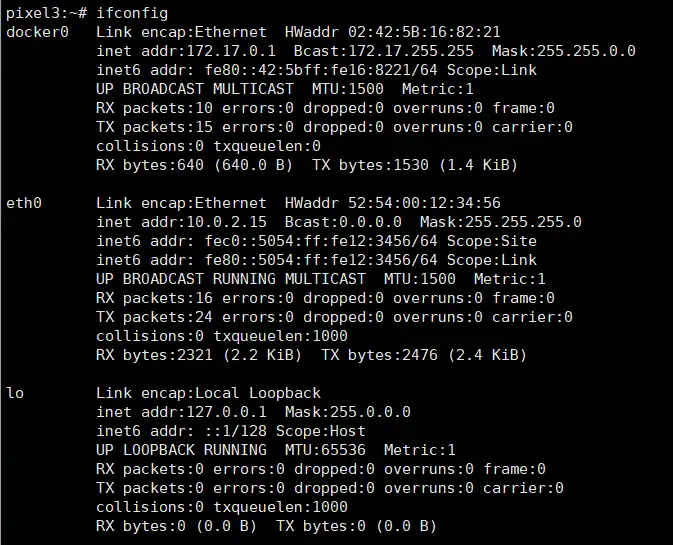 pixel3:~# ifconfig
docker0   Link encap:Ethernet  HWaddr 02:42:5B:16:82:21
          inet addr:172.17.0.1  Bcast:172.17.255.255  Mask:255.255.0.0
          inet6 addr: fe80::42:5bff:fe16:8221/64 Scope:Link
          UP BROADCAST MULTICAST  MTU:1500  Metric:1
          RX packets:10 errors:0 dropped:0 overruns:0 frame:0
          TX packets:15 errors:0 dropped:0 overruns:0 carrier:0
          collisions:0 txqueuelen:0
          RX bytes:640 (640.0 B)  TX bytes:1530 (1.4 KiB)

eth0      Link encap:Ethernet  HWaddr 52:54:00:12:34:56
          inet addr:10.0.2.15  Bcast:0.0.0.0  Mask:255.255.255.0
          inet6 addr: fec0::5054:ff:fe12:3456/64 Scope:Site
          inet6 addr: fe80::5054:ff:fe12:3456/64 Scope:Link
          UP BROADCAST RUNNING MULTICAST  MTU:1500  Metric:1
          RX packets:16 errors:0 dropped:0 overruns:0 frame:0
          TX packets:24 errors:0 dropped:0 overruns:0 carrier:0
          collisions:0 txqueuelen:1000
          RX bytes:2321 (2.2 KiB)  TX bytes:2476 (2.4 KiB)

lo        Link encap:Local Loopback
          inet addr:127.0.0.1  Mask:255.0.0.0
          inet6 addr: ::1/128 Scope:Host
          UP LOOPBACK RUNNING  MTU:65536  Metric:1
          RX packets:0 errors:0 dropped:0 overruns:0 frame:0
          TX packets:0 errors:0 dropped:0 overruns:0 carrier:0
          collisions:0 txqueuelen:1000
          RX bytes:0 (0.0 B)  TX bytes:0 (0.0 B)